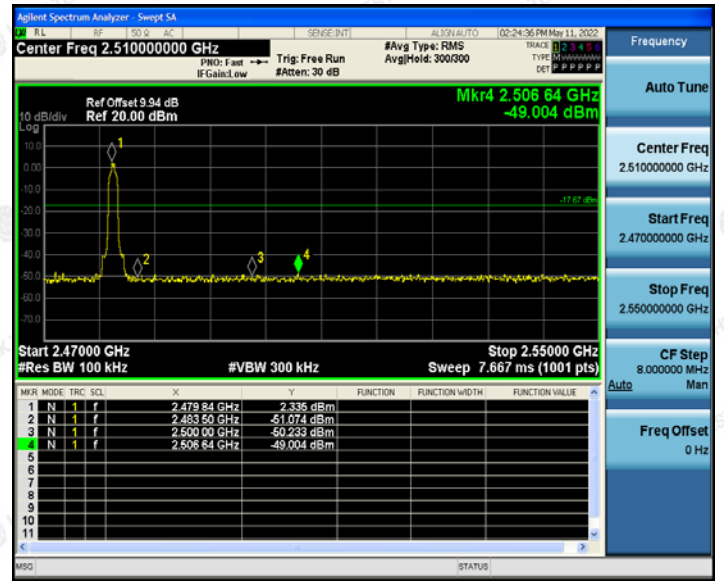 Agilent Spectrum Analyzer - Swept SA
RL RF 50 Ω AC SENSE:INT ALIGN AUTO 02:24:36 PM May 11, 2022
Center Freq 2.510000000 GHz #Avg Type: RMS TRACE 1 2 3 4 5 6
PNO: Fast Trig: Free Run Avg|Hold: 300/300 TYPE M
IFGain:Low #Atten: 30 dB DET P P P P P P
Mkr4 2.506 64 GHz
-49.004 dBm
Ref Offset 9.94 dB
10 dB/div Ref 20.00 dBm
Log
10.0
0.00
-10.0
-20.0
-30.0
-40.0
-50.0
-60.0
-70.0
1
2
3
4
-17.67 dBm
Start 2.47000 GHz Stop 2.55000 GHz
#Res BW 100 kHz #VBW 300 kHz Sweep 7.667 ms (1001 pts)
MKR MODE TRC SCL X Y FUNCTION FUNCTION WIDTH FUNCTION VALUE
1 N 1 f 2.479 84 GHz 2.335 dBm
2 N 1 f 2.483 50 GHz -51.074 dBm
3 N 1 f 2.500 00 GHz -50.233 dBm
4 N 1 f 2.506 64 GHz -49.004 dBm
5
6
7
8
9
10
11
MSG STATUS
Frequency
Auto Tune
Center Freq
2.510000000 GHz
Start Freq
2.470000000 GHz
Stop Freq
2.550000000 GHz
CF Step
8.000000 MHz
Auto Man
Freq Offset
0 Hz